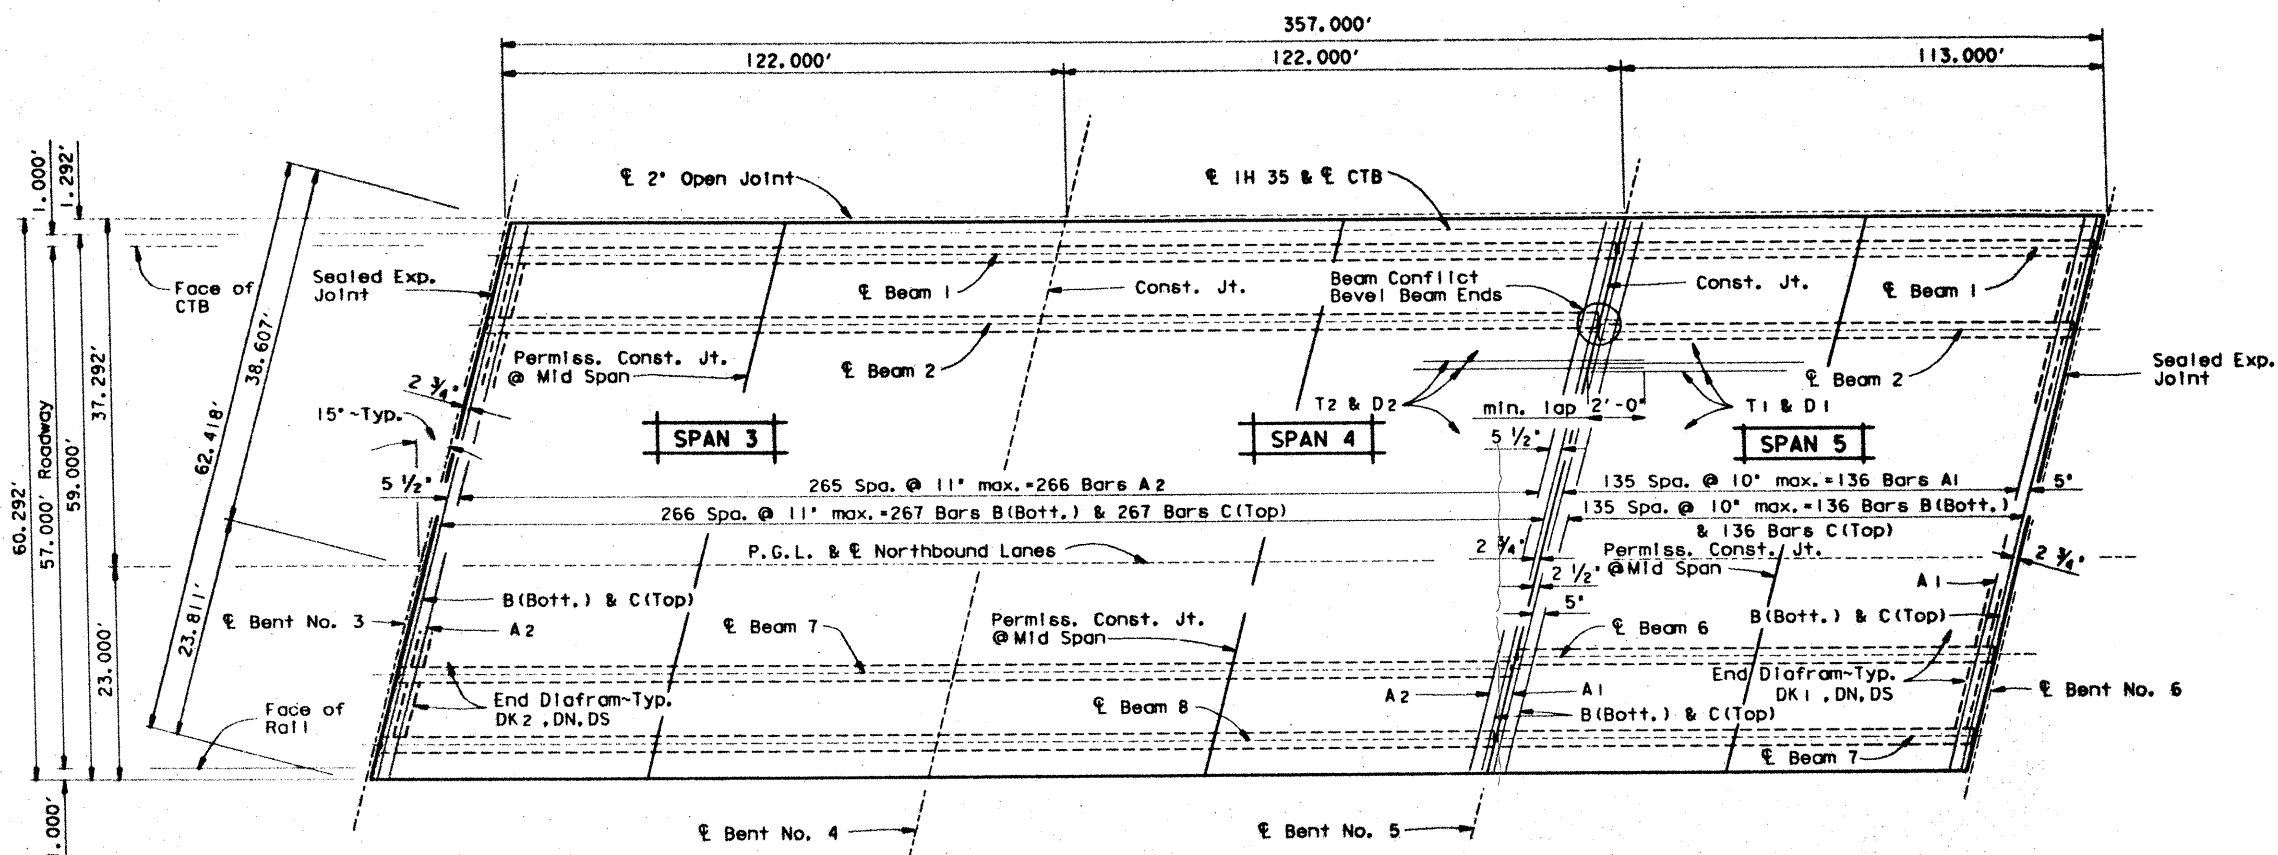 357.000'
122.000'
122.000'
113.000'
1.000'
1.292'
℄ 2" Open Joint
℄ IH 35 & ℄ CTB
Face of
CTB
Sealed Exp.
Joint
℄ Beam 1
Const. Jt.
Beam Conflict
Bevel Beam Ends
Const. Jt.
℄ Beam 1
38.607'
37.292'
Permiss. Const. Jt.
@ Mid Span
℄ Beam 2
℄ Beam 2
Sealed Exp.
Joint
2 3/4"
15°~Typ.
T2 & D2
min. lap 2'-0"
T1 & D1
62.418'
60.292'
57.000' Roadway
59.000'
SPAN 3
SPAN 4
5 1/2"
SPAN 5
5 1/2"
265 Spa. @ 11" max.=266 Bars A2
135 Spa. @ 10" max.=136 Bars A1
5"
266 Spa. @ 11" max.=267 Bars B(Bott.) & 267 Bars C(Top)
135 Spa. @ 10" max.=136 Bars B(Bott.)
& 136 Bars C(Top)
P.G.L. & ℄ Northbound Lanes
2 3/4"
Permiss. Const. Jt.
@Mid Span
2 3/4"
2 1/2"
A1
B(Bott.) & C(Top)
5"
℄ Bent No. 3
A2
℄ Beam 7
Permiss. Const. Jt.
@Mid Span
℄ Beam 6
B(Bott.) & C(Top)
23.811'
23.000'
End Diafram~Typ.
DK2 ,DN,DS
A2
A1
End Diafram~Typ.
DK1 ,DN,DS
℄ Bent No. 6
Face of
Rail
℄ Beam 8
B(Bott.) & C(Top)
℄ Beam 7
1.000'
℄ Bent No. 4
℄ Bent No. 5